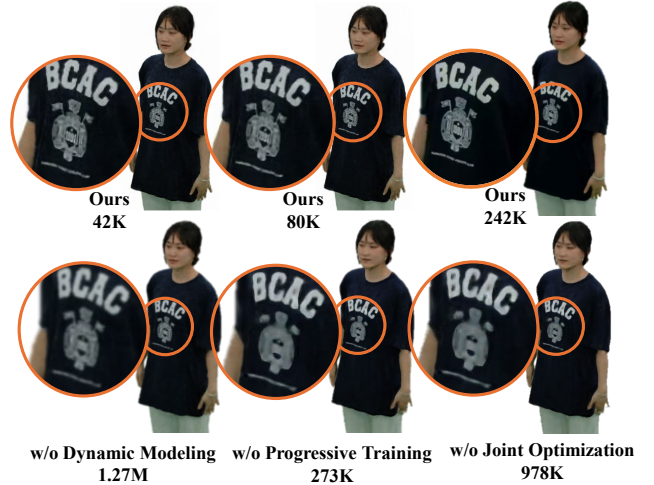 BCAC
BCAC
BCAC
BCAC
BCAC
BCAC
Ours
42K
Ours
80K
Ours
242K
BCAC
BCAC
BCAC
BCAC
BCAC
BCAC
w/o Dynamic Modeling
1.27M
w/o Progressive Training
273K
w/o Joint Optimization
978K